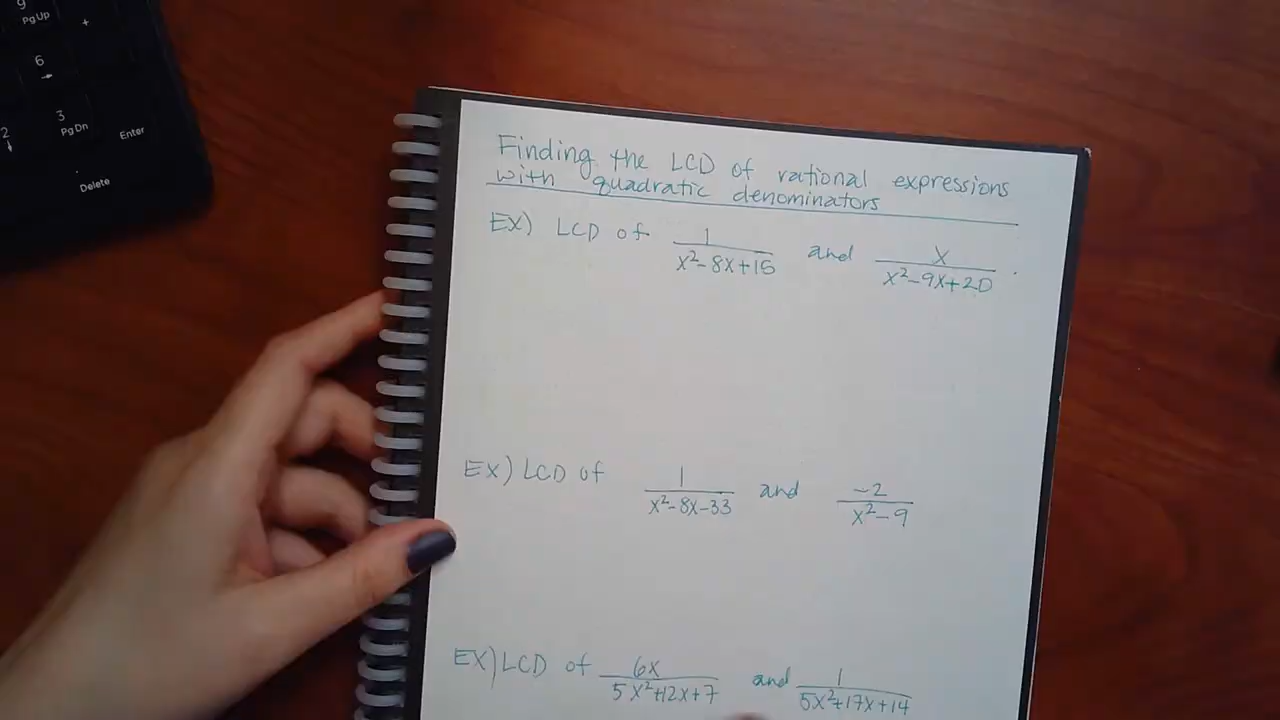 9
PgUp
+
6
2
3
PgDn
Enter
Delete
Finding the LCD of rational expressions
with quadratic denominators
EX) LCD of 1/(x²-8x+15) and x/(x²-9x+20).
EX) LCD of 1/(x²-8x-33) and -2/(x²-9)
EX) LCD of 6x/(5x²+12x+7) and 1/(5x²+17x+14)